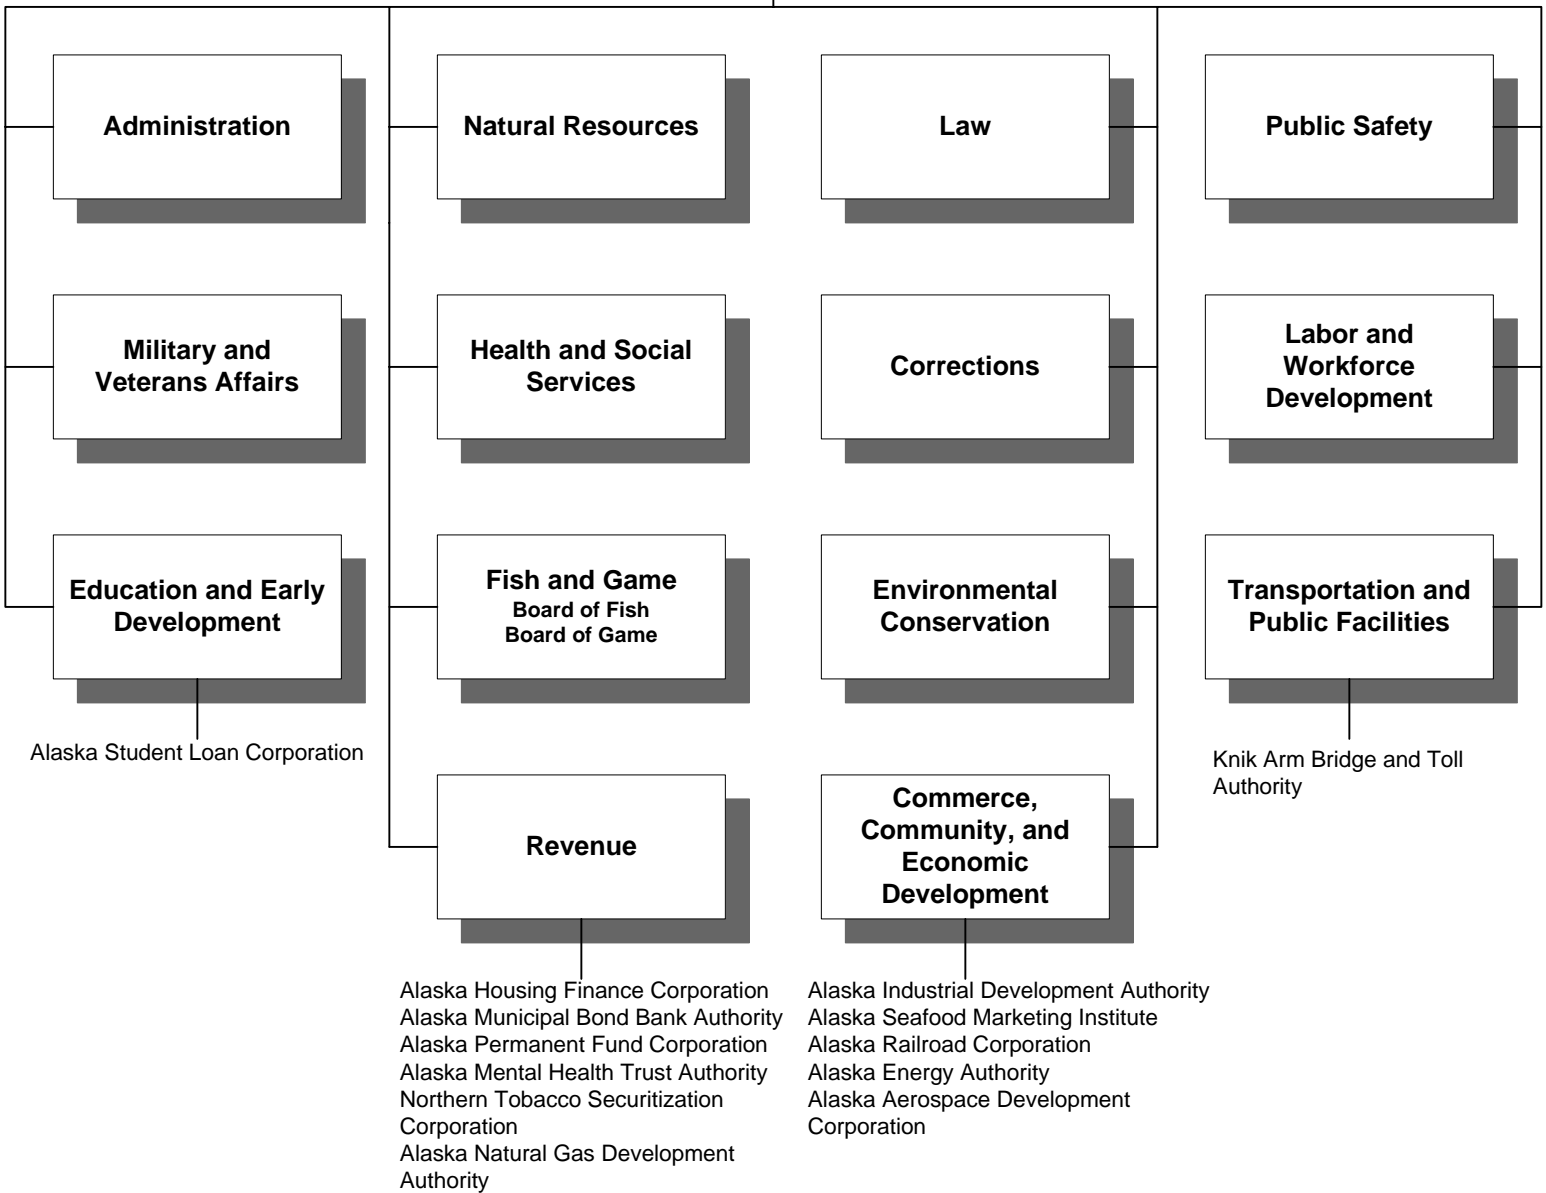 Administration
Natural Resources
Law
Public Safety
Military and
Veterans Affairs
Health and Social
Services
Corrections
Labor and
Workforce
Development
Education and Early
Development
Fish and Game
Board of Fish
Board of Game
Environmental
Conservation
Transportation and
Public Facilities
Alaska Student Loan Corporation
Knik Arm Bridge and Toll
Authority
Revenue
Commerce,
Community, and
Economic
Development
Alaska Housing Finance Corporation
Alaska Municipal Bond Bank Authority
Alaska Permanent Fund Corporation
Alaska Mental Health Trust Authority
Northern Tobacco Securitization
Corporation
Alaska Natural Gas Development
Authority
Alaska Industrial Development Authority
Alaska Seafood Marketing Institute
Alaska Railroad Corporation
Alaska Energy Authority
Alaska Aerospace Development
Corporation